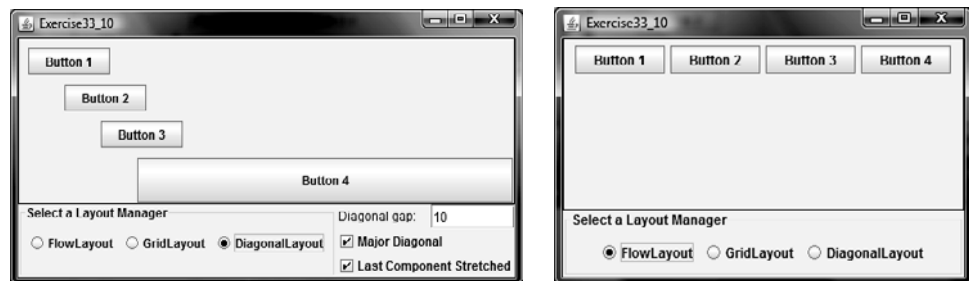 Exercise33_10
Button 1
Button 2
Button 3
Button 4
Select a Layout Manager
FlowLayout GridLayout DiagonalLayout
Diagonal gap: 10
Major Diagonal
Last Component Stretched
Exercise33_10
Button 1 Button 2 Button 3 Button 4
Select a Layout Manager
FlowLayout GridLayout DiagonalLayout